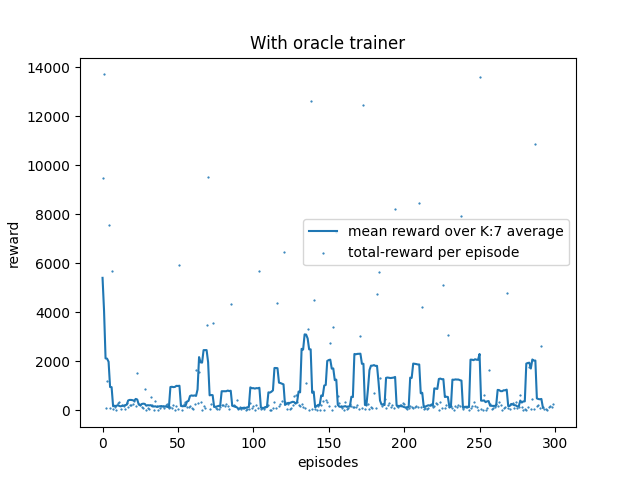 With oracle trainer
14000
12000
10000
8000
6000
4000
2000
0
reward
mean reward over K:7 average
total-reward per episode
0 50 100 150 200 250 300
episodes